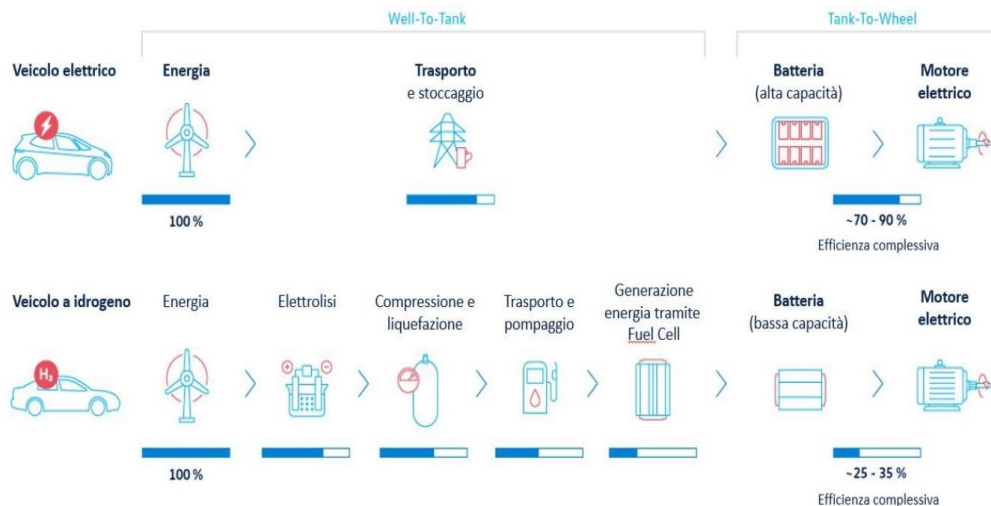 Well-To-Tank
Tank-To-Wheel
Veicolo elettrico
Energia
Trasporto
e stoccaggio
Batteria
(alta capacità)
Motore
elettrico
100 %
~70 - 90 %
Efficienza complessiva
Veicolo a idrogeno
Energia
Elettrolisi
Compressione e
liquefazione
Trasporto e
pompaggio
Generazione
energia tramite
Fuel Cell
Batteria
(bassa capacità)
Motore
elettrico
H₂
100 %
~25 - 35 %
Efficienza complessiva